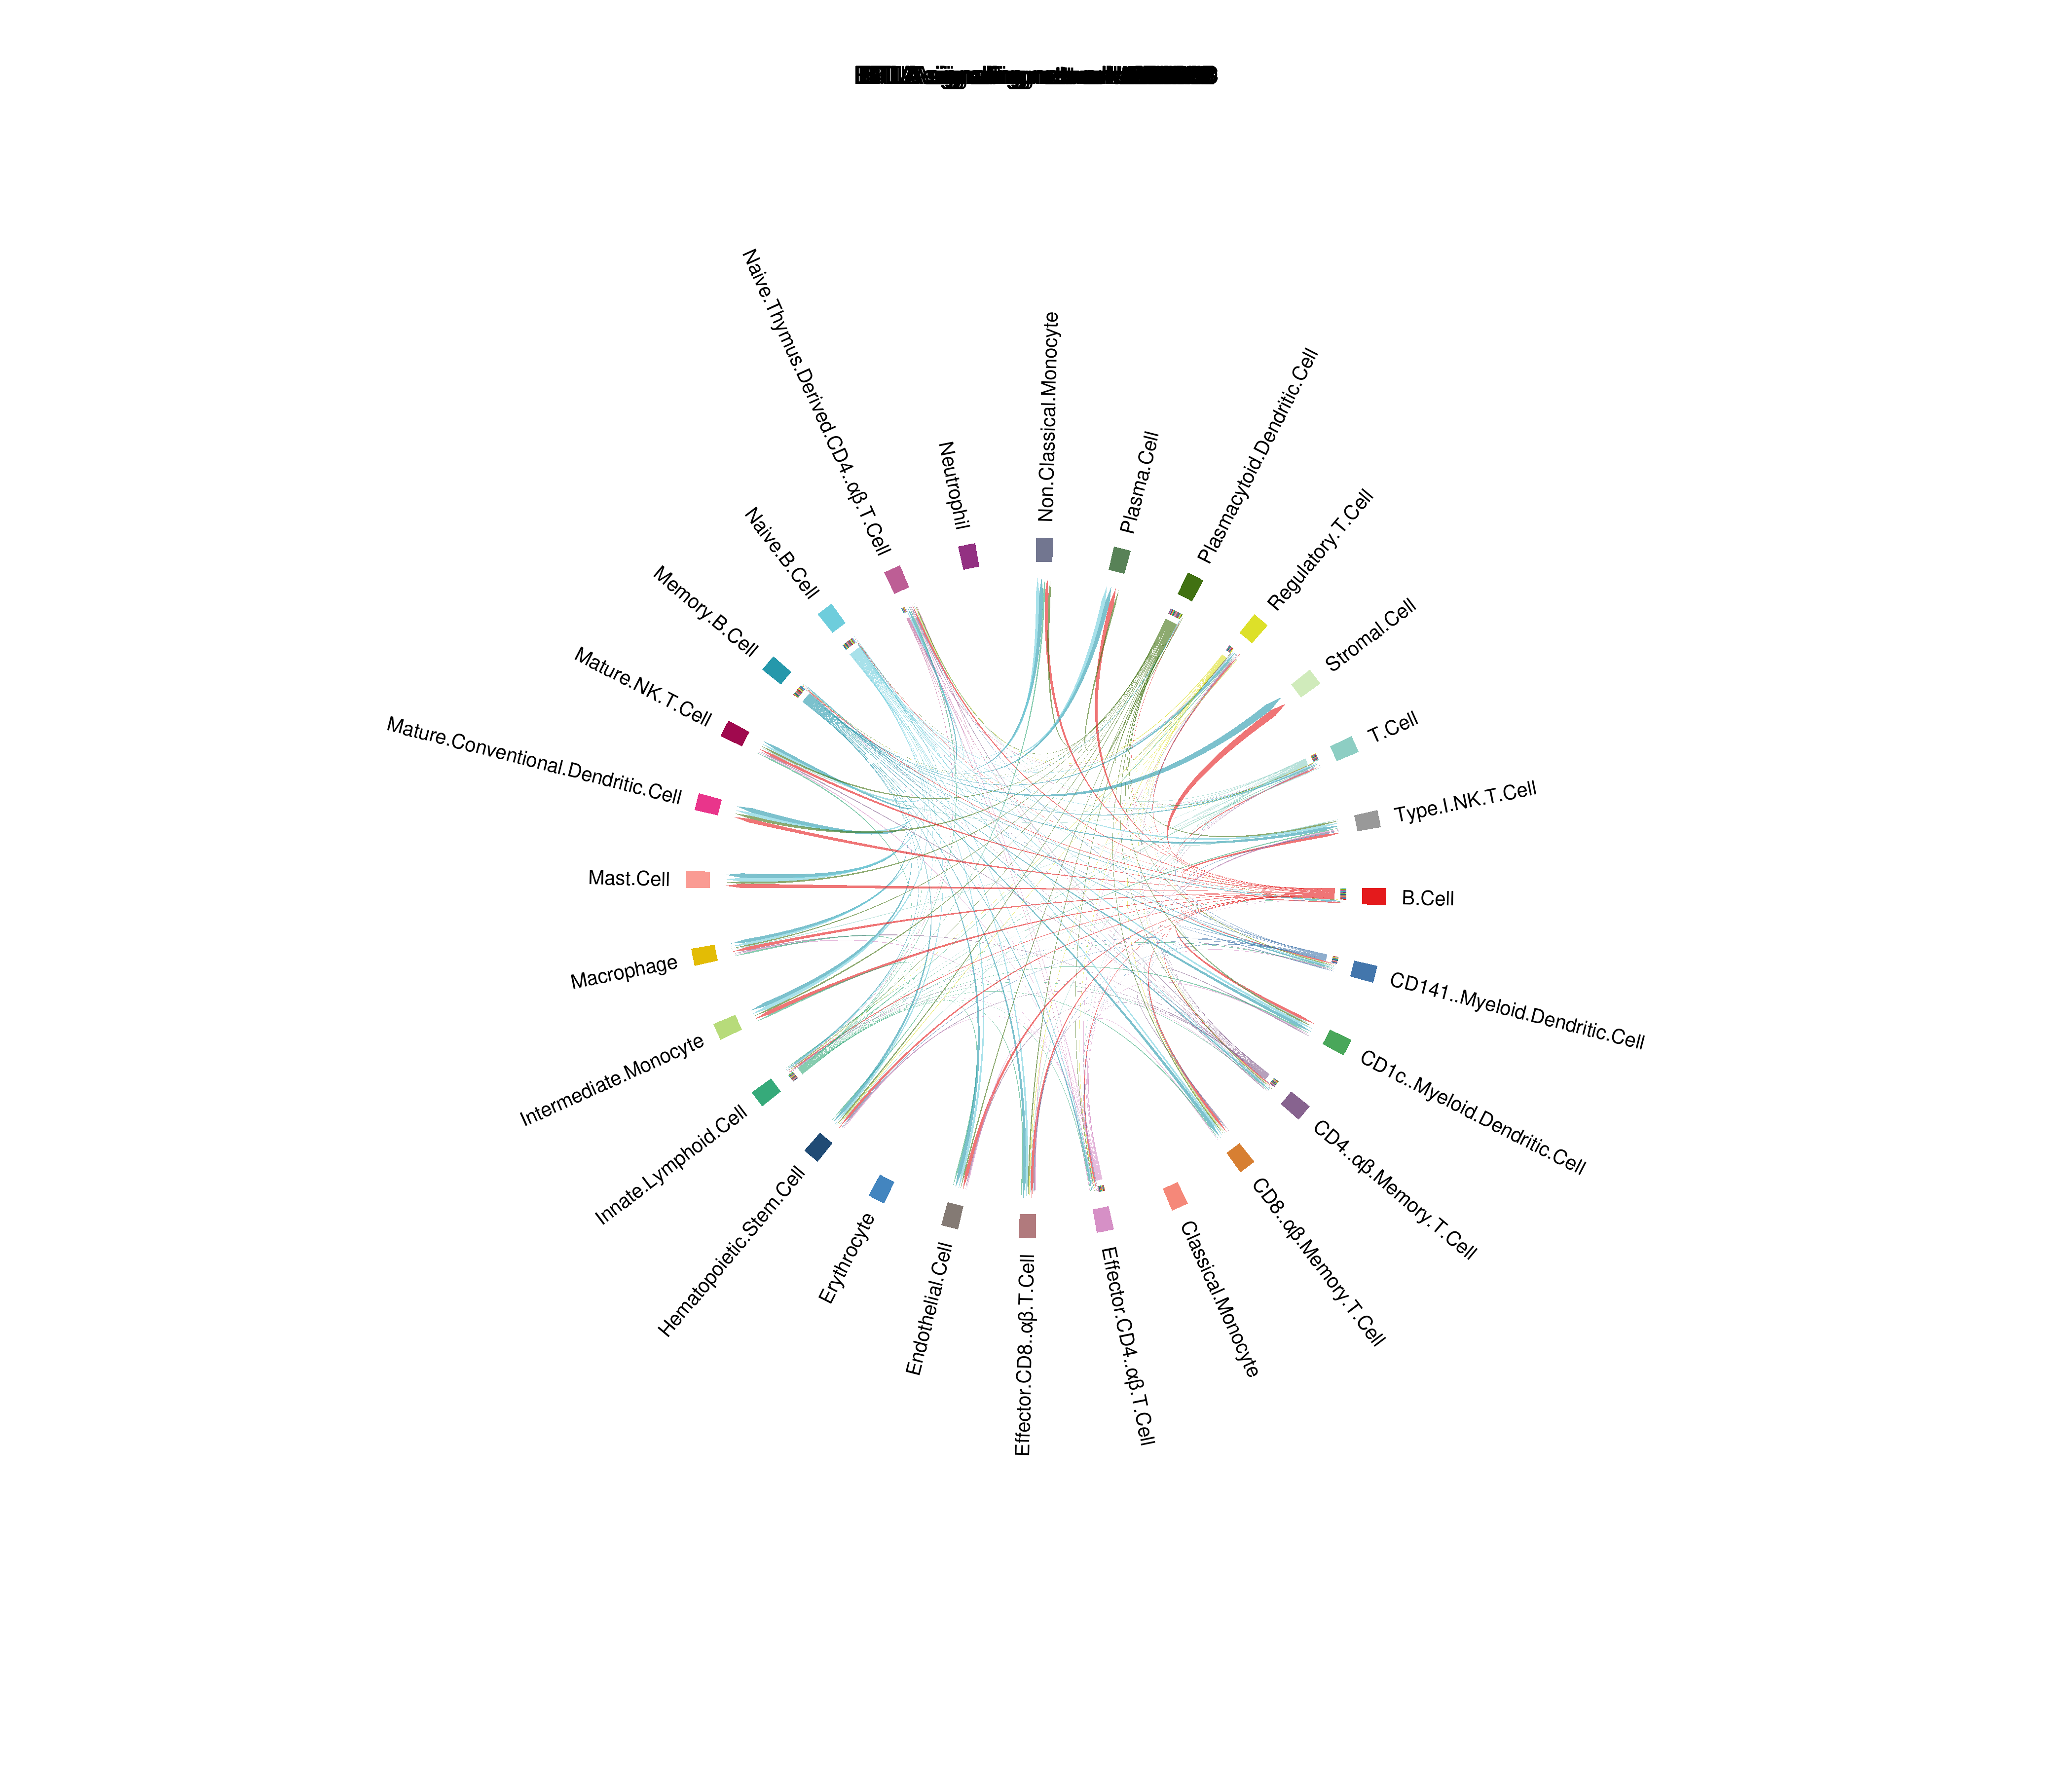 Non.Classical.Monocyte
Plasma.Cell
Plasmacytoid.Dendritic.Cell
Regulatory.T.Cell
Stromal.Cell
T.Cell
Type.I.NK.T.Cell
B.Cell
CD141..Myeloid.Dendritic.Cell
CD1c..Myeloid.Dendritic.Cell
CD4..αβ.Memory.T.Cell
CD8..αβ.Memory.T.Cell
Classical.Monocyte
Effector.CD4..αβ.T.Cell
Effector.CD8..αβ.T.Cell
Endothelial.Cell
Erythrocyte
Hematopoietic.Stem.Cell
Innate.Lymphoid.Cell
Intermediate.Monocyte
Macrophage
Mast.Cell
Mature.Conventional.Dendritic.Cell
Mature.NK.T.Cell
Memory.B.Cell
Naive.B.Cell
Naive.Thymus.Derived.CD4..αβ.T.Cell
Neutrophil